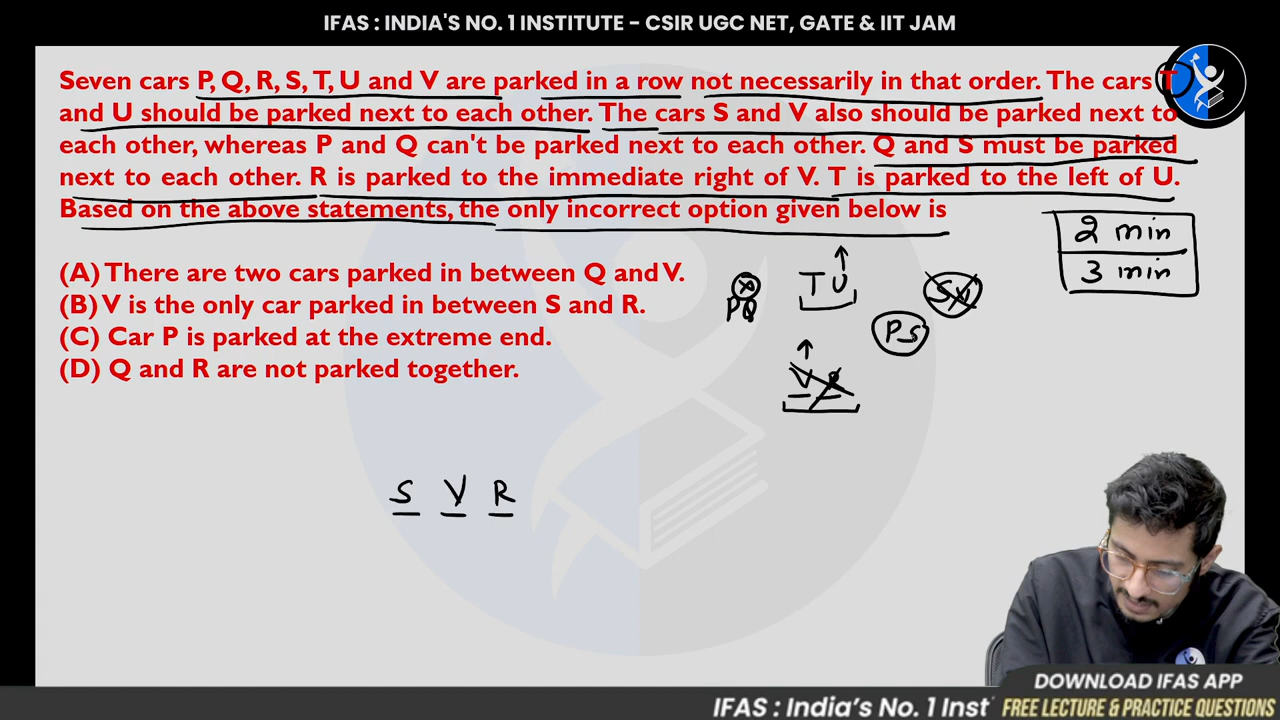 IFAS : INDIA'S NO. 1 INSTITUTE – CSIR UGC NET, GATE & IIT JAM
Seven cars P, Q, R, S, T, U and V are parked in a row not necessarily in that order. The cars T
and U should be parked next to each other. The cars S and V also should be parked next to
each other, whereas P and Q can't be parked next to each other. Q and S must be parked
next to each other. R is parked to the immediate right of V. T is parked to the left of U.
Based on the above statements, the only incorrect option given below is
2 min
3 min
(A) There are two cars parked in between Q and V.
(B) V is the only car parked in between S and R.
(C) Car P is parked at the extreme end.
(D) Q and R are not parked together.
PQ
T U
SV
PS
V R
S V R
DOWNLOAD IFAS APP
IFAS : India's No. 1 Inst
FREE LECTURE & PRACTICE QUESTIONS